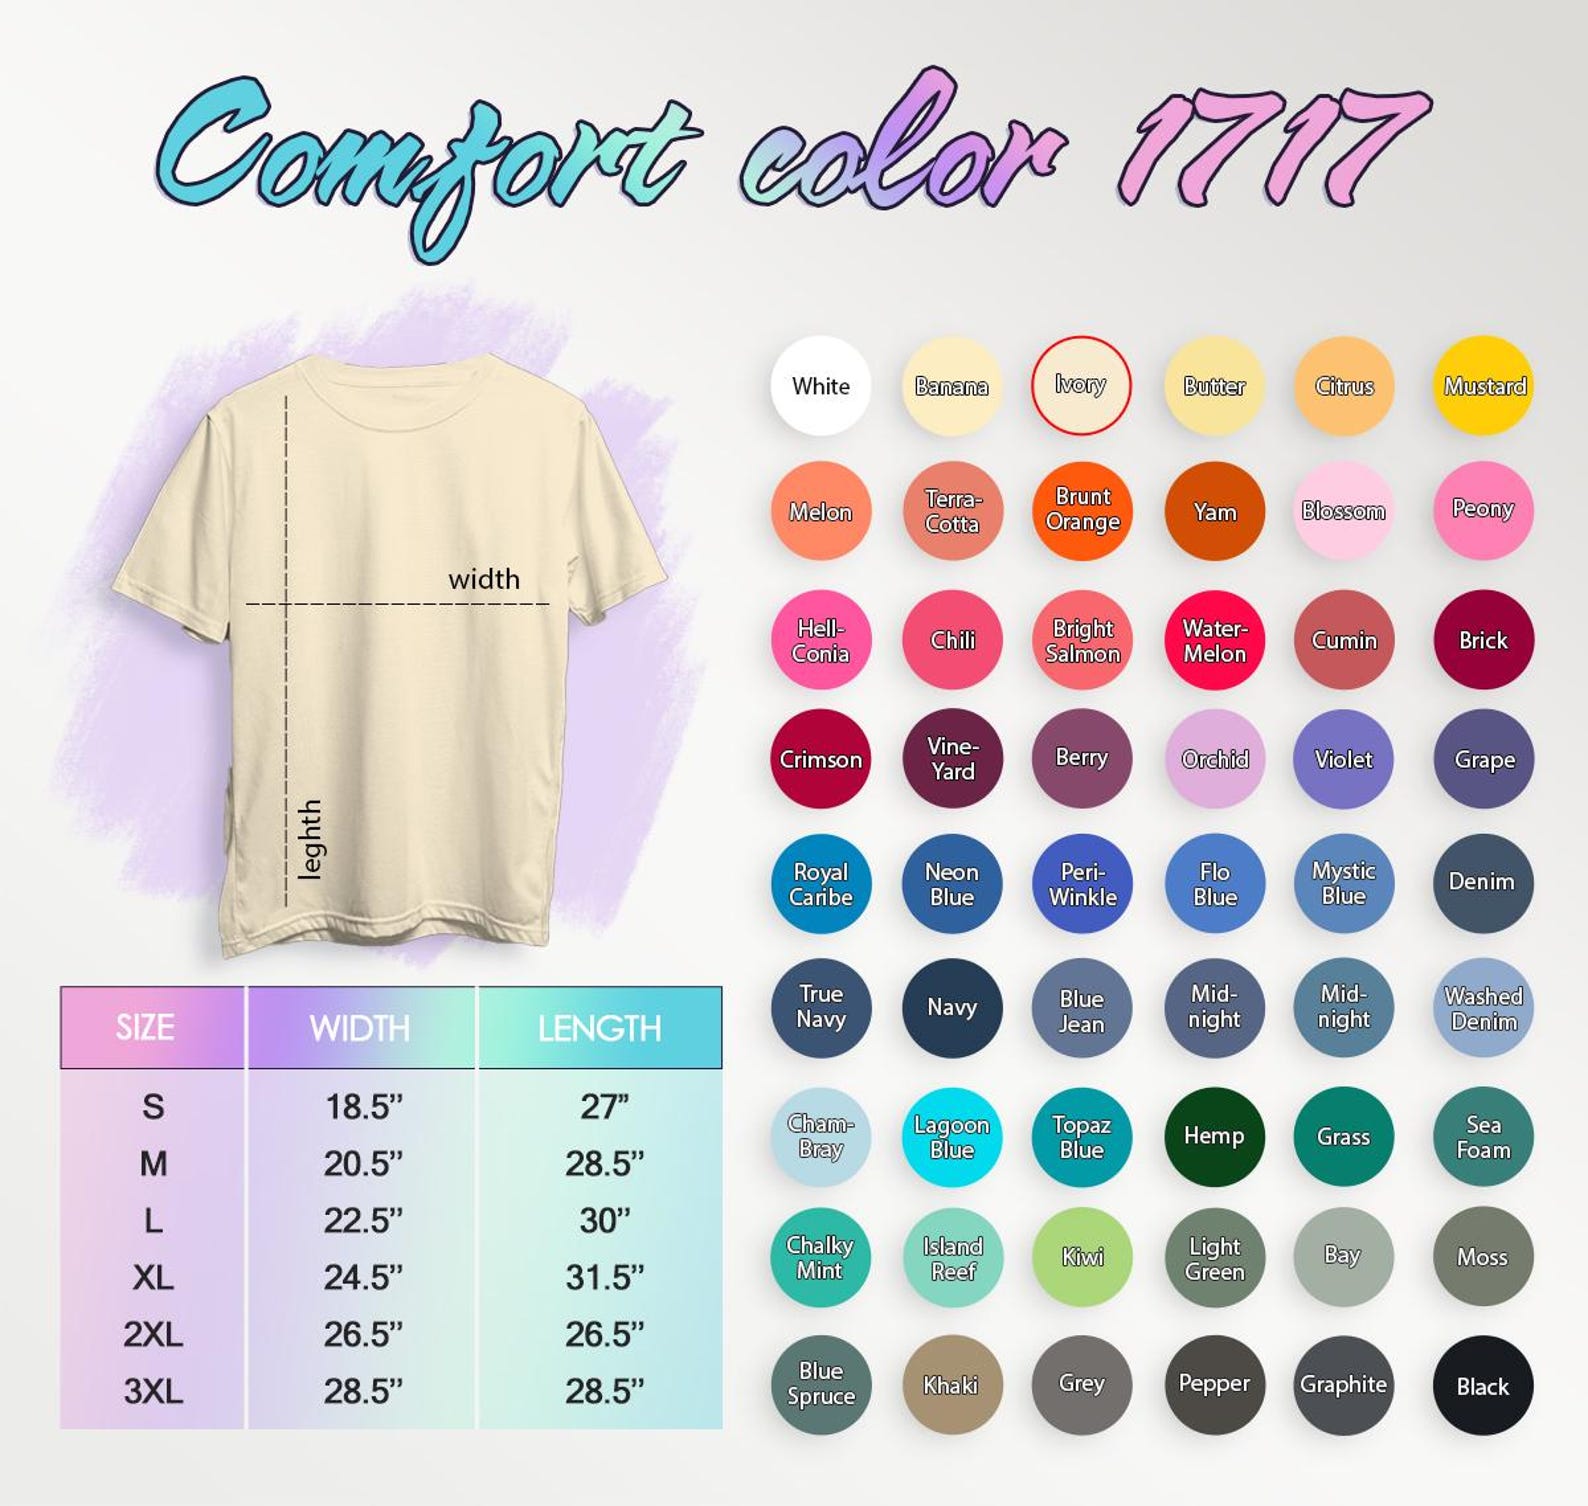 Comfort color 1717
width
leghth
SIZE WIDTH LENGTH
S 18.5’’ 27”
M 20.5’’ 28.5’’
L 22.5’’ 30’’
XL 24.5’’ 31.5’’
2XL 26.5’’ 26.5’’
3XL 28.5’’ 28.5’’
White
Banana
Ivory
Butter
Citrus
Mustard
Melon
Terra-
Cotta
Brunt
Orange
Yam
Blossom
Peony
Hell-
Conia
Chili
Bright
Salmon
Water-
Melon
Cumin
Brick
Crimson
Vine-
Yard
Berry
Orchid
Violet
Grape
Royal
Caribe
Neon
Blue
Peri-
Winkle
Flo
Blue
Mystic
Blue
Denim
True
Navy
Navy
Blue
Jean
Mid-
night
Mid-
night
Washed
Denim
Cham-
Bray
Lagoon
Blue
Topaz
Blue
Hemp
Grass
Sea
Foam
Chalky
Mint
Island
Reef
Kiwi
Light
Green
Bay
Moss
Blue
Spruce
Khaki
Grey
Pepper
Graphite
Black